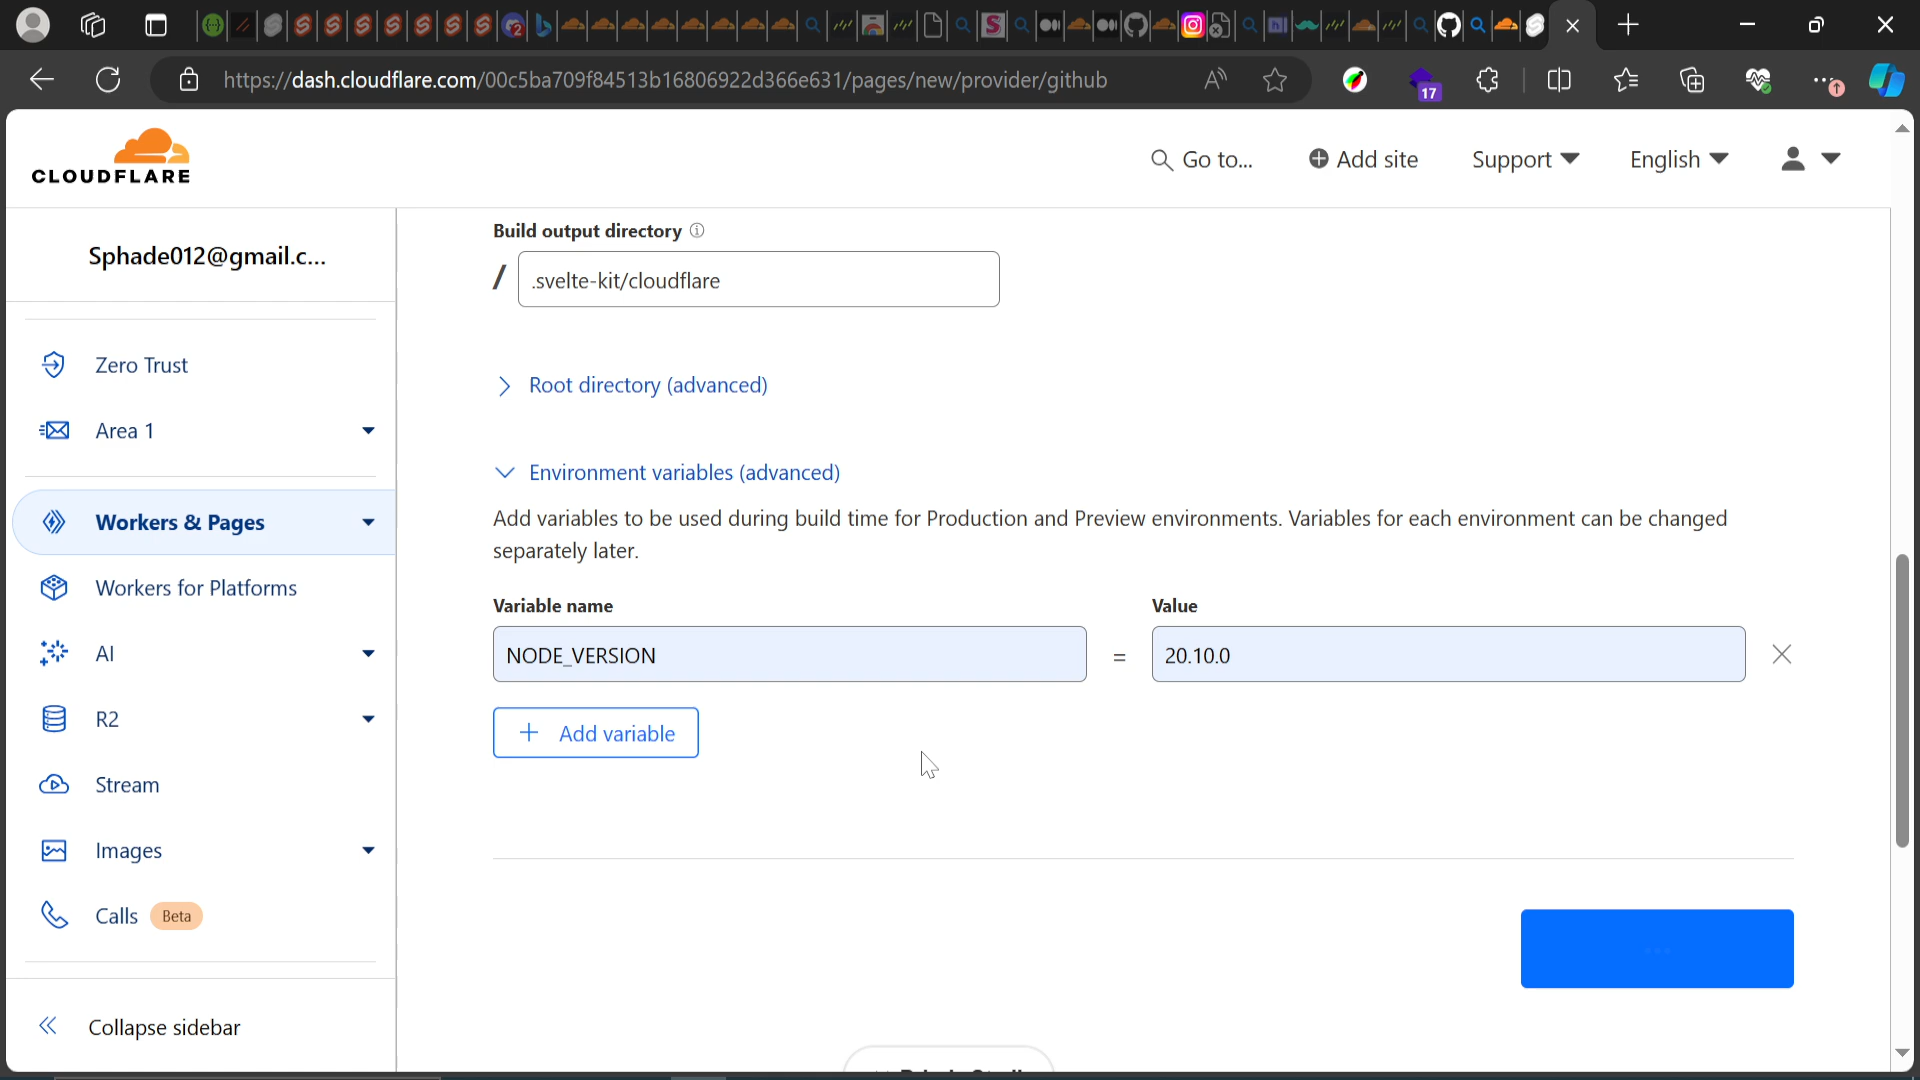 17
https://dash.cloudflare.com/00c5ba709f84513b16806922d366e631/pages/new/provider/github
CLOUDFLARE
Go to...
Add site
Support
English
Sphade012@gmail.c...
Zero Trust
Area 1
Workers & Pages
Workers for Platforms
AI
R2
Stream
Images
Calls Beta
Collapse sidebar
Build output directory
/ .svelte-kit/cloudflare
Root directory (advanced)
Environment variables (advanced)
Add variables to be used during build time for Production and Preview environments. Variables for each environment can be changed
separately later.
Variable name
Value
NODE_VERSION
=
20.10.0
+ Add variable